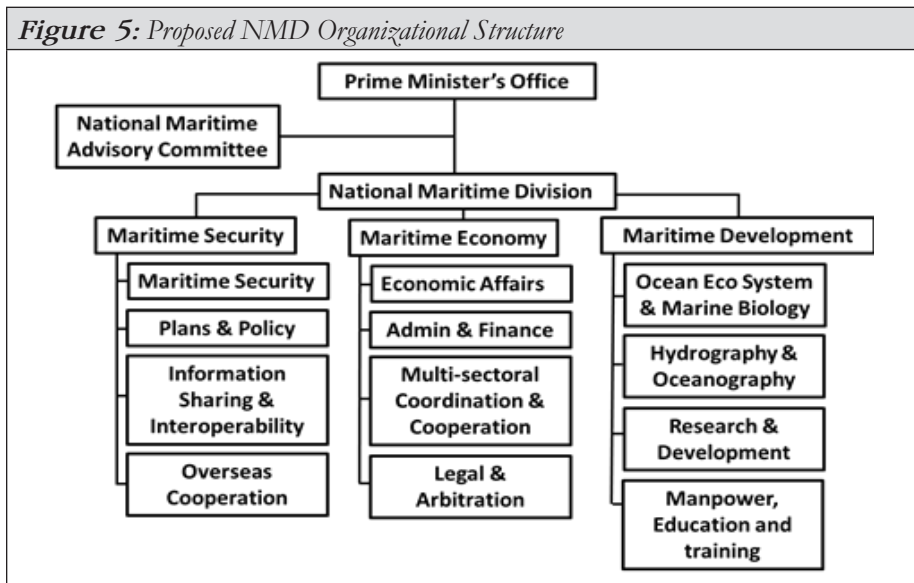 Figure 5: Proposed NMD Organizational Structure
Prime Minister's Office
National Maritime
Advisory Committee
National Maritime Division
Maritime Security
Maritime Security
Plans & Policy
Information
Sharing &
Interoperability
Overseas
Cooperation
Maritime Economy
Economic Affairs
Admin & Finance
Multi-sectoral
Coordination &
Cooperation
Legal &
Arbitration
Maritime Development
Ocean Eco System
& Marine Biology
Hydrography &
Oceanography
Research &
Development
Manpower,
Education and
training